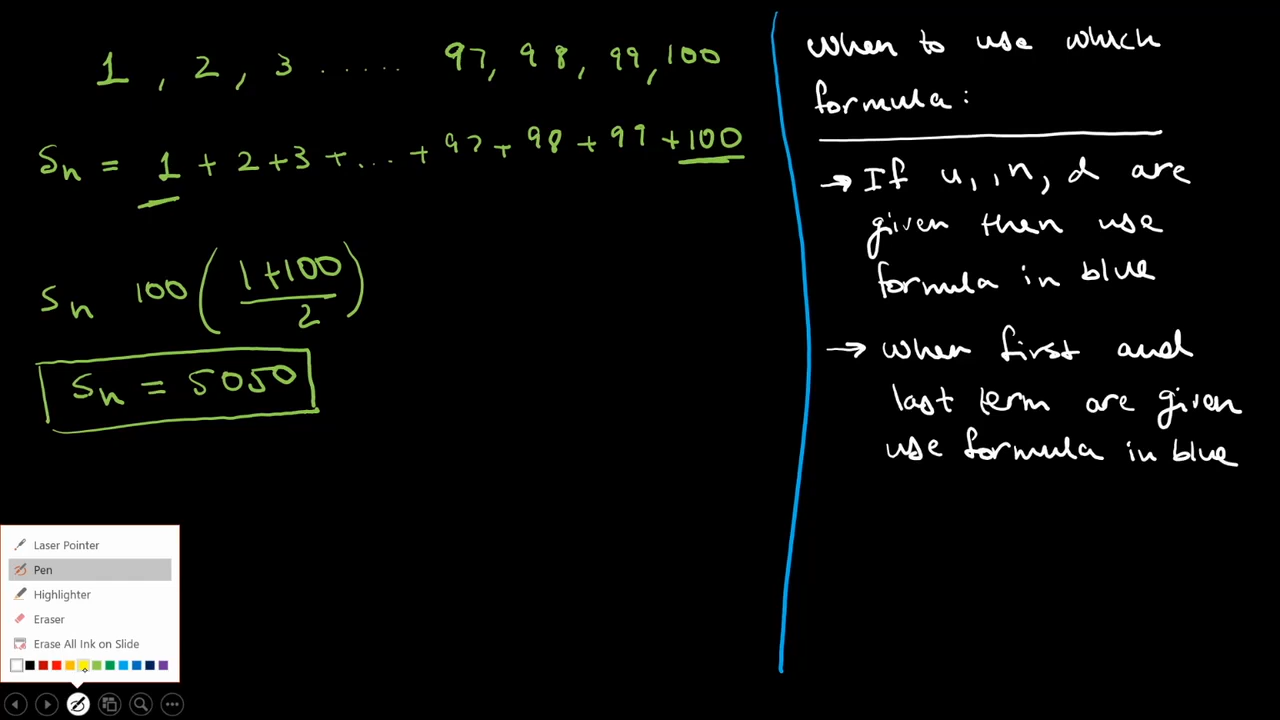 1, 2, 3 ..... 97, 98, 99, 100
Sn = 1 + 2 + 3 + ... + 97 + 98 + 99 + 100
Sn 100 ( 1+100 / 2 )
Sn = 5050
When to use which
formula:
→ If u₁, n, d are
given then use
formula in blue
→ When first and
last term are given
use formula in blue
Laser Pointer
Pen
Highlighter
Eraser
Erase All Ink on Slide